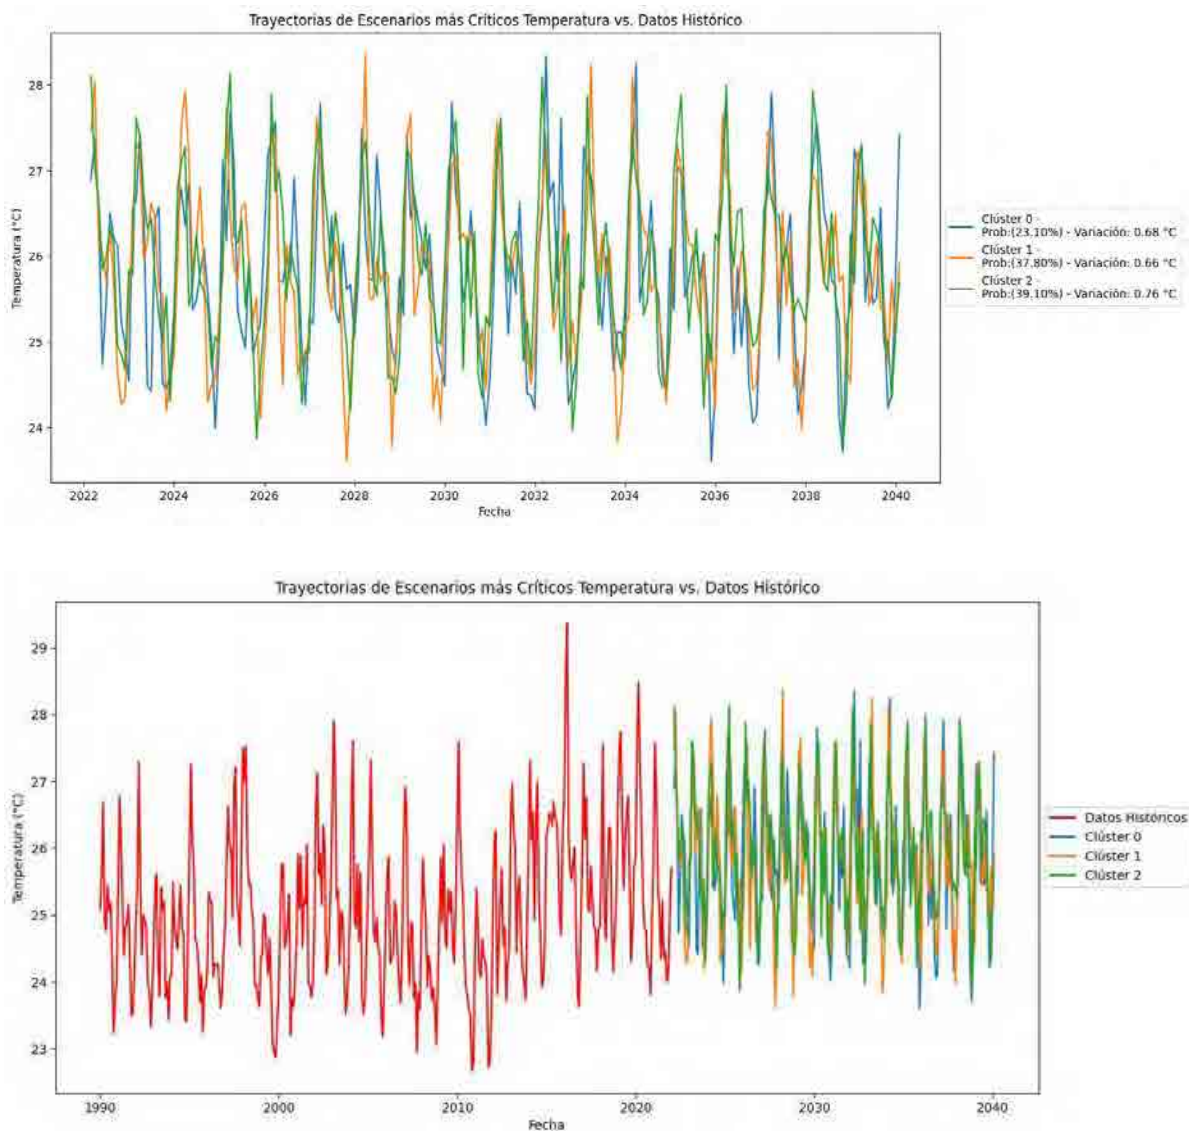 Trayectorias de Escenarios más Críticos Temperatura vs. Datos Histórico
28
27
26
25
24
Temperatura (°C)
2022 2024 2026 2028 2030 2032 2034 2036 2038 2040
Fecha
Clúster 0 -
Prob:(23.10%) - Variación: 0.68 °C
Clúster 1 -
Prob:(37.80%) - Variación: 0.66 °C
Clúster 2 -
Prob:(39.10%) - Variación: 0.76 °C
Trayectorias de Escenarios más Críticos Temperatura vs. Datos Histórico
29
28
27
26
25
24
23
Temperatura (°C)
1990 2000 2010 2020 2030 2040
Fecha
Datos Históricos
Clúster 0
Clúster 1
Clúster 2